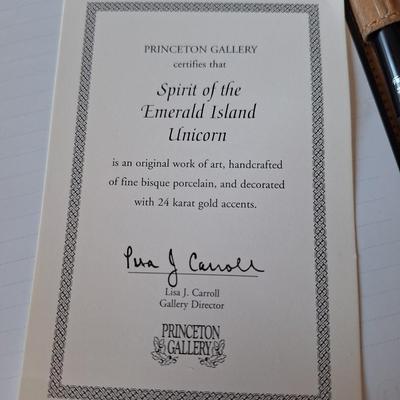 PRINCETON GALLERY
certifies that
Spirit of the
Emerald Island
Unicorn
is an original work of art, handcrafted
of fine bisque porcelain, and decorated
with 24 karat gold accents.
Lisa J Carroll
Lisa J. Carroll
Gallery Director
PRINCETON
GALLERY